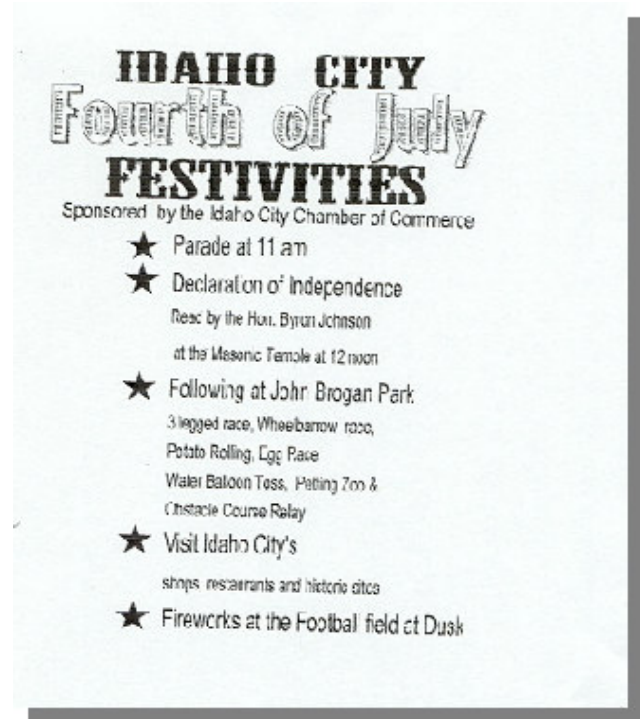 IDAHO CITY
Fourth of July
FESTIVITIES
Sponsored by the Idaho City Chamber of Commerce
★ Parade at 11 am
★ Declaration of Independence
Read by the Hon. Byron Johnson
at the Masonic Temple at 12 noon
★ Following at John Brogan Park
3 legged race, Wheelbarrow race,
Potato Rolling, Egg Race
Water Balloon Toss, Petting Zoo &
Obstacle Course Relay
★ Visit Idaho City's
shops restaurants and historic sites
★ Fireworks at the Football field at Dusk